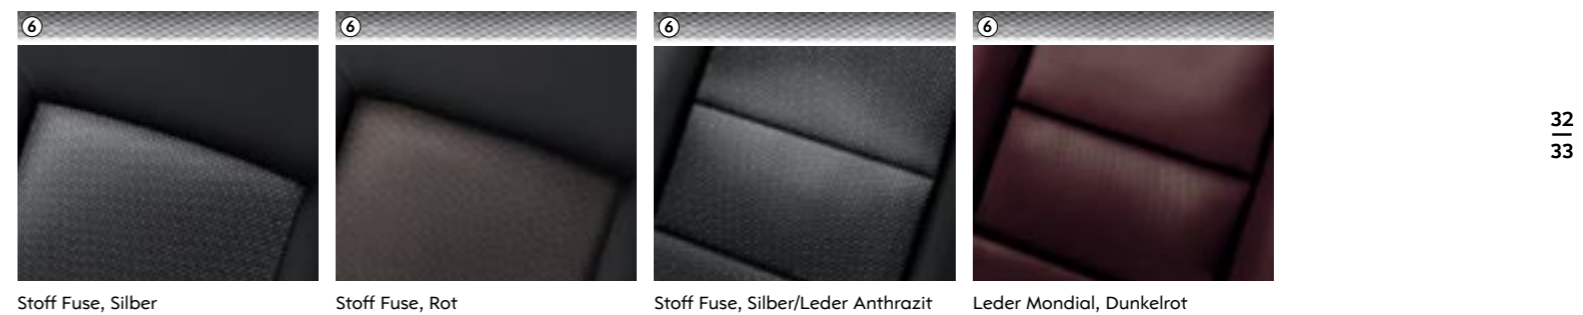 6
6
6
6
32
33
Stoff Fuse, Silber
Stoff Fuse, Rot
Stoff Fuse, Silber/Leder Anthrazit
Leder Mondial, Dunkelrot